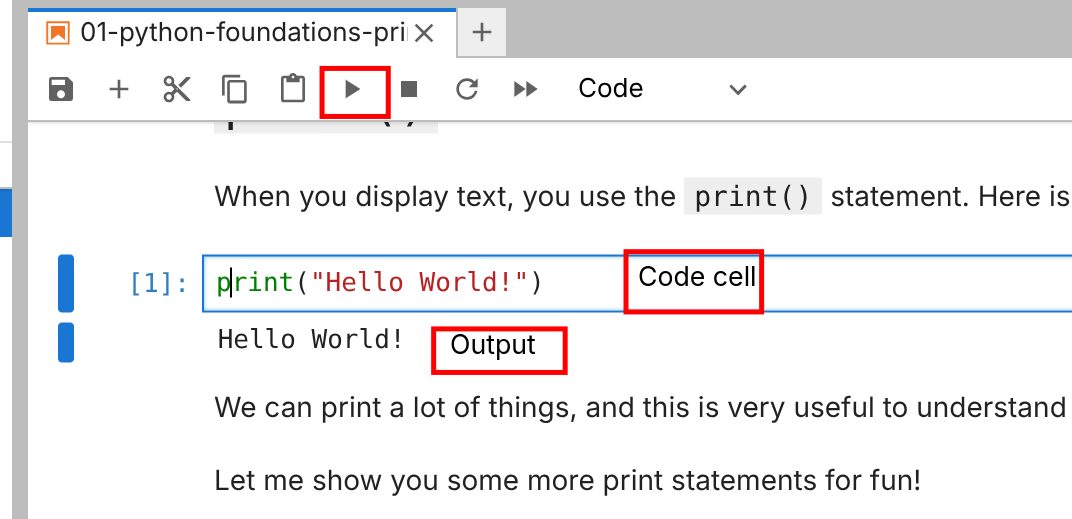 01-python-foundations-pri
Code
When you display text, you use the print() statement. Here is
[1]: print("Hello World!")
Code cell
Hello World!
Output
We can print a lot of things, and this is very useful to understand
Let me show you some more print statements for fun!